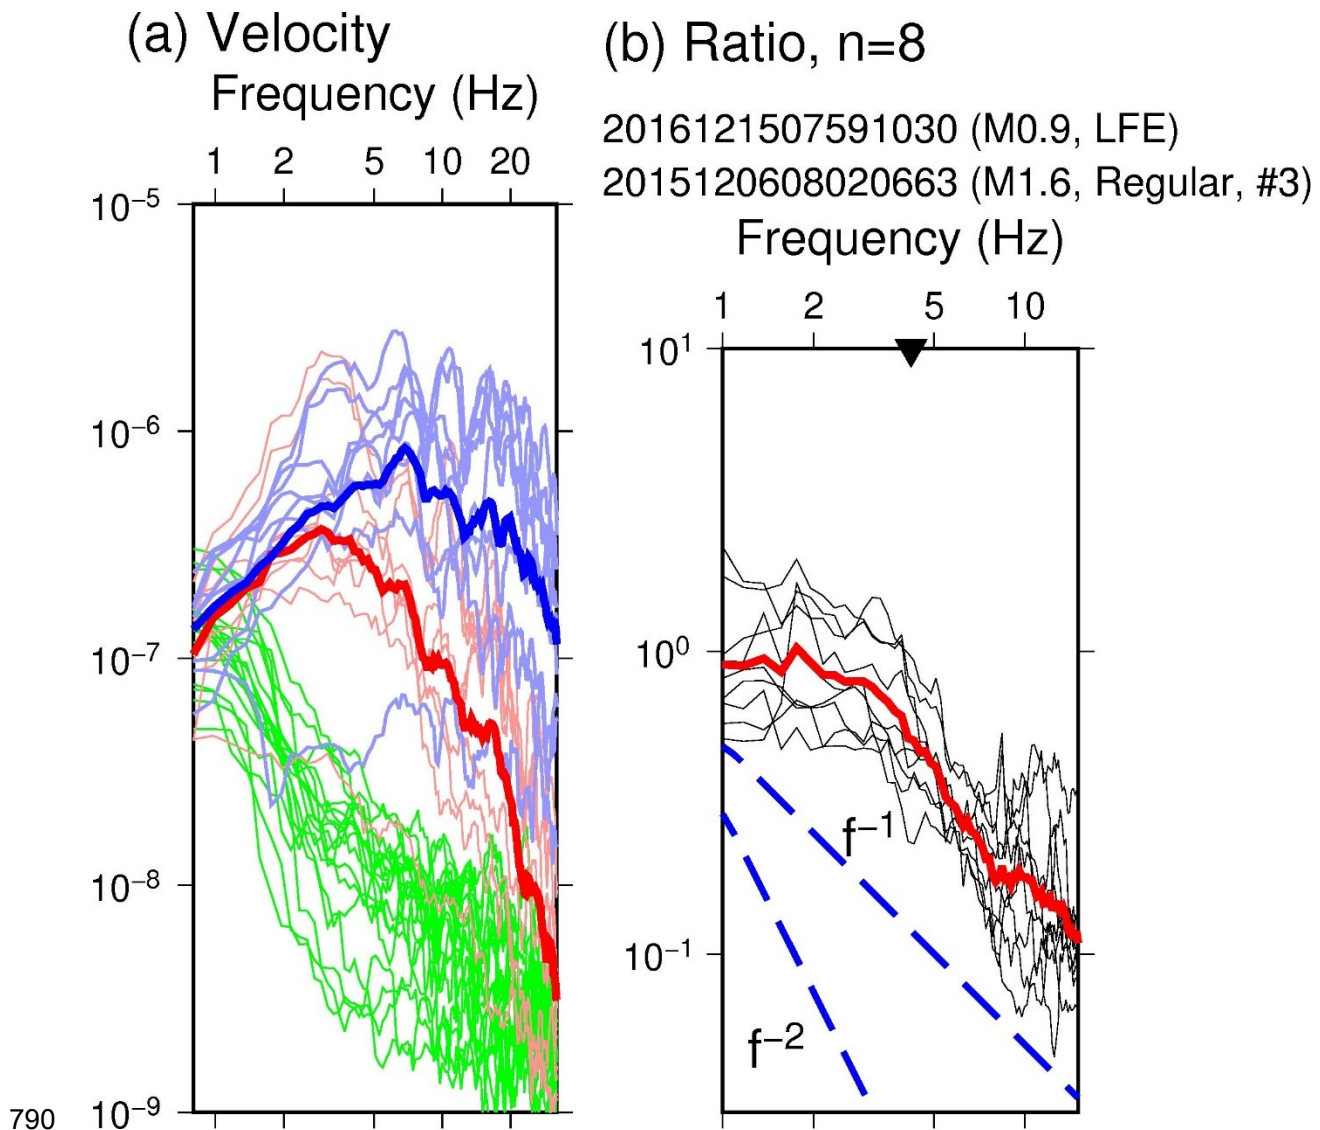 (a) Velocity
Frequency (Hz)
1 2 5 10 20
10⁻⁵
10⁻⁶
10⁻⁷
10⁻⁸
10⁻⁹
(b) Ratio, n=8
2016121507591030 (M0.9, LFE)
2015120608020663 (M1.6, Regular, #3)
Frequency (Hz)
1 2 5 10
10¹
10⁰
10⁻¹
f⁻¹
f⁻²
790